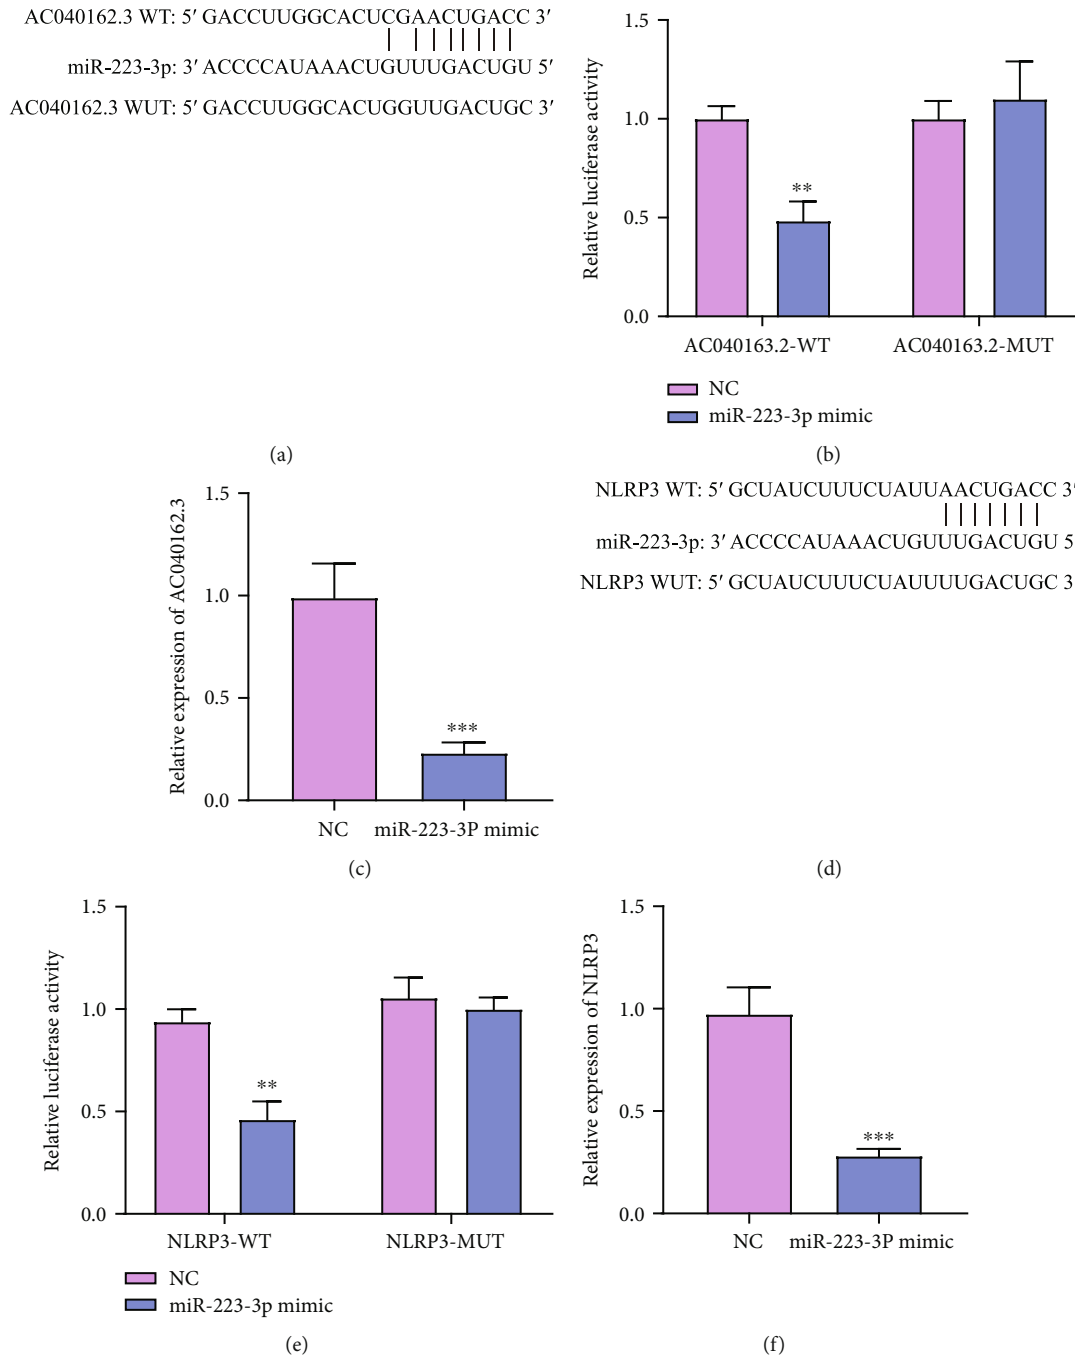 AC040162.3 WT: 5′ GACCUUGGCACUCGAACUGACC 3′
miR-223-3p: 3′ ACCCCAUAAACUGUUUGACUGU 5′
AC040162.3 WUT: 5′ GACCUUGGCACUGGUUGACUGC 3′
(a)
Relative luciferase activity
1.5
1.0
0.5
0.0
**
AC040163.2-WT
AC040163.2-MUT
NC
miR-223-3p mimic
(b)
Relative expression of AC040162.3
1.5
1.0
0.5
0.0
***
NC
miR-223-3P mimic
(c)
NLRP3 WT: 5′ GCUAUCUUUCUAUUAACUGACC 3′
miR-223-3p: 3′ ACCCCAUAAACUGUUUGACUGU 5
NLRP3 WUT: 5′ GCUAUCUUUCUAUUUUGACUGC 3
(d)
Relative luciferase activity
1.5
1.0
0.5
0.0
**
NLRP3-WT
NLRP3-MUT
NC
miR-223-3p mimic
(e)
Relative expression of NLRP3
1.5
1.0
0.5
0.0
***
NC
miR-223-3P mimic
(f)